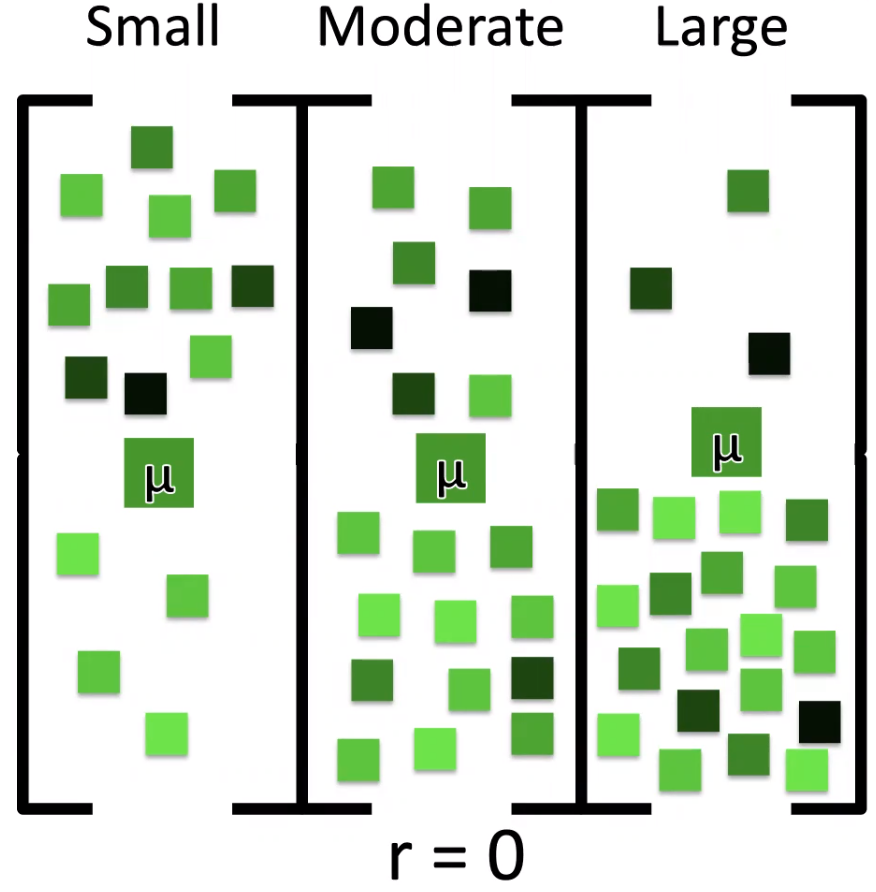 Small Moderate Large
μ μ μ
r = 0